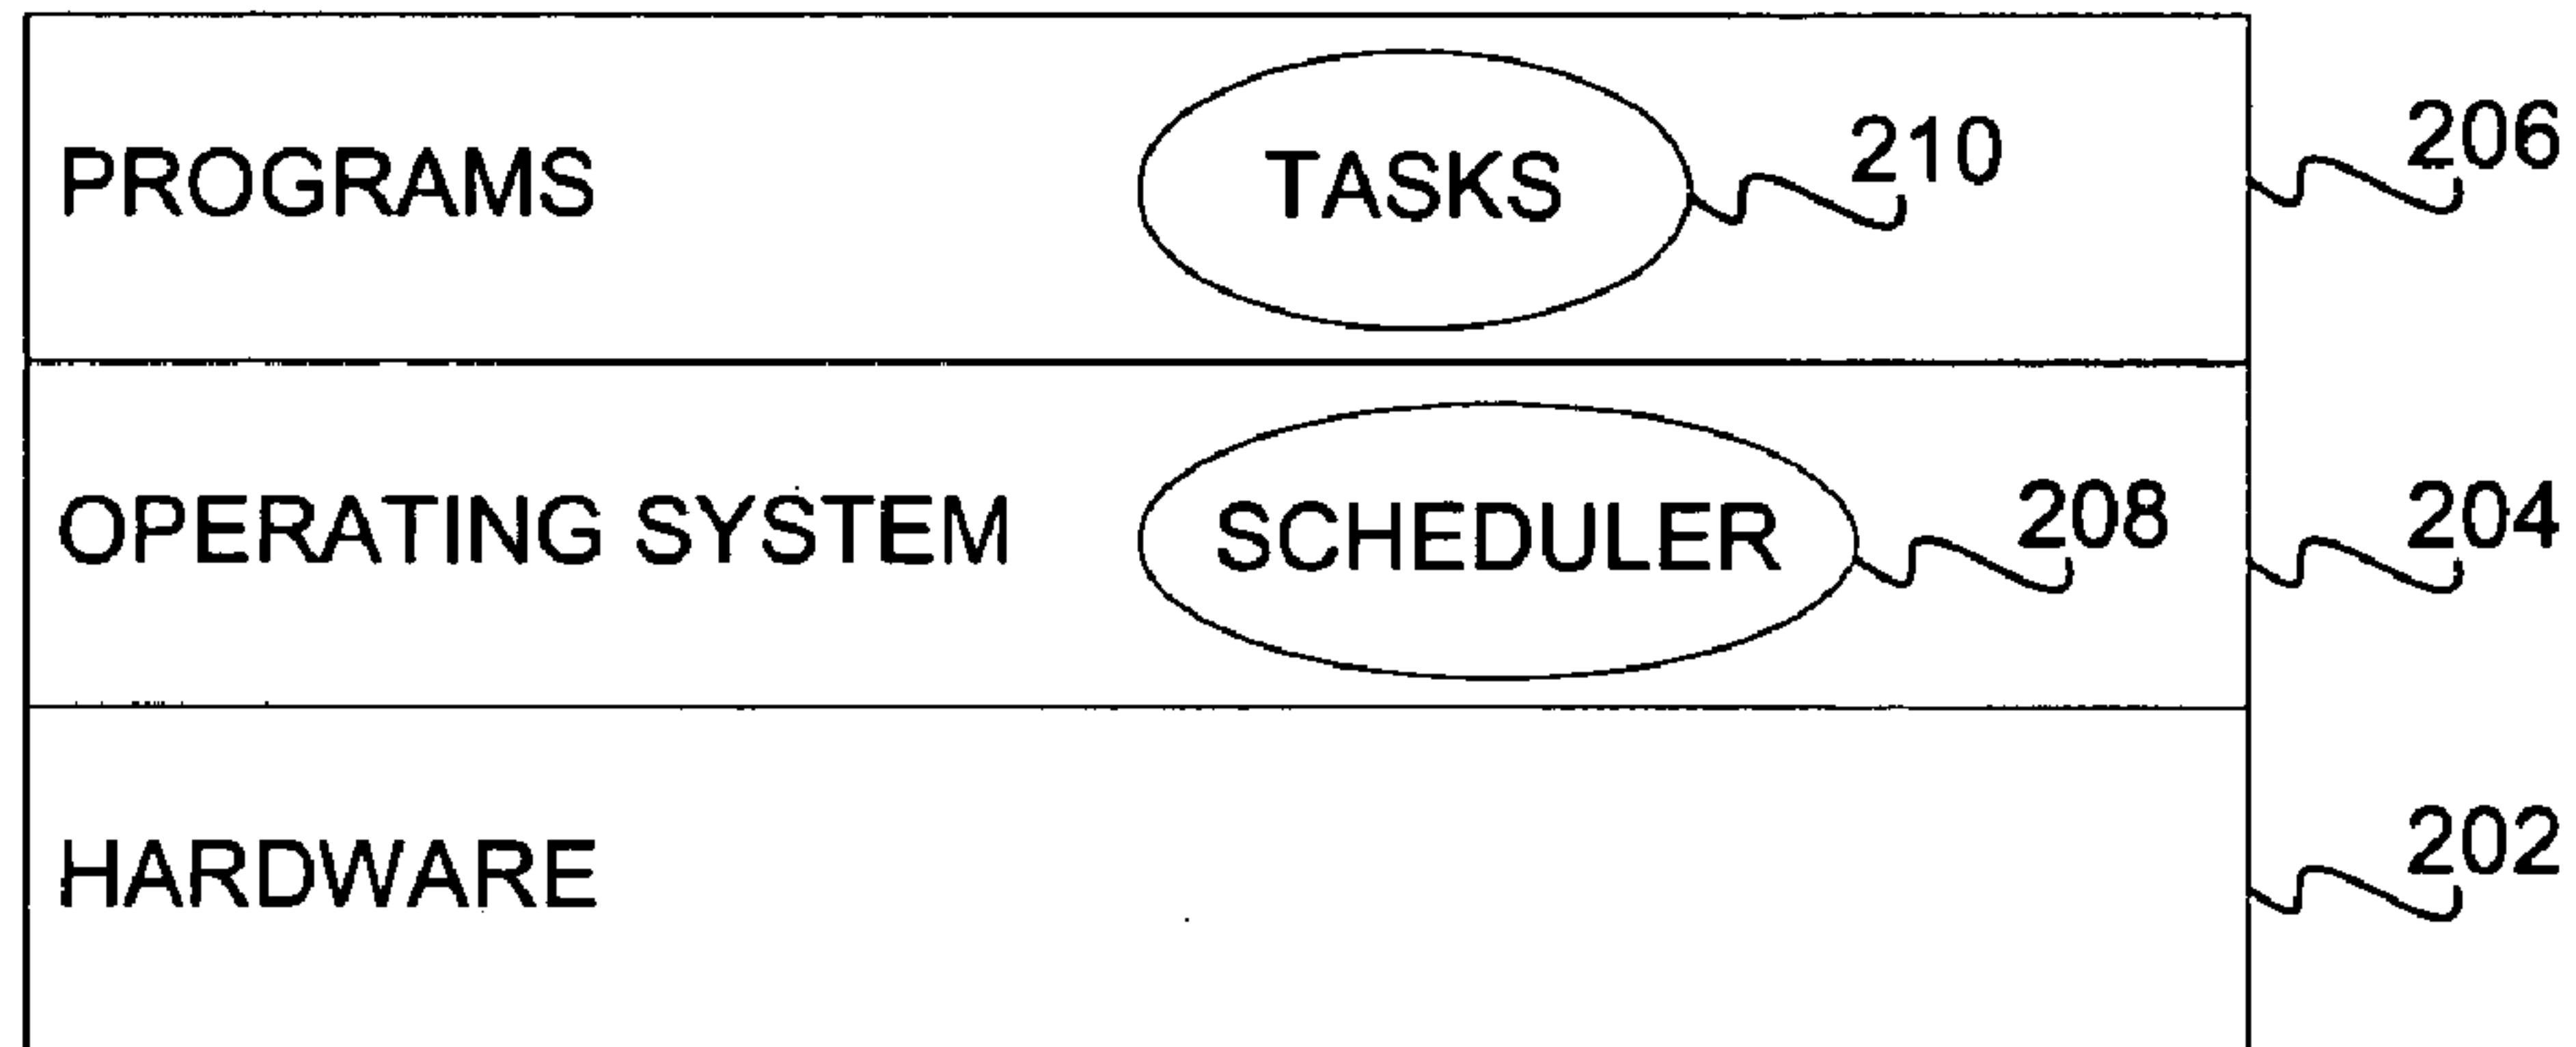 PROGRAMS TASKS 210 206
OPERATING SYSTEM SCHEDULER 208 204
HARDWARE 202